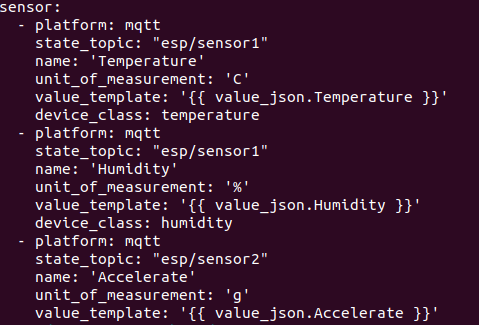 sensor:
  - platform: mqtt
    state_topic: "esp/sensor1"
    name: 'Temperature'
    unit_of_measurement: 'C'
    value_template: '{{ value_json.Temperature }}'
    device_class: temperature
  - platform: mqtt
    state_topic: "esp/sensor1"
    name: 'Humidity'
    unit_of_measurement: '%'
    value_template: '{{ value_json.Humidity }}'
    device_class: humidity
  - platform: mqtt
    state_topic: "esp/sensor2"
    name: 'Accelerate'
    unit_of_measurement: 'g'
    value_template: '{{ value_json.Accelerate }}'